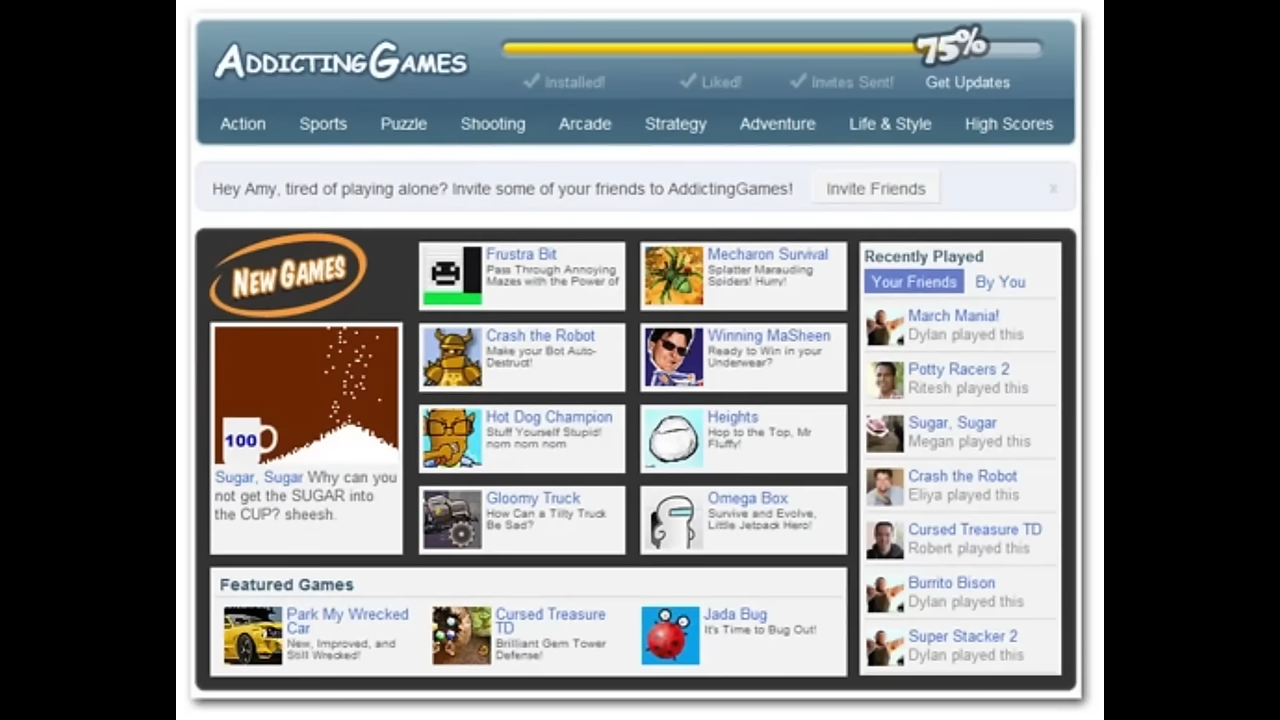 ADDICTINGGAMES
75%
Installed!
Liked!
Invites Sent!
Get Updates
Action
Sports
Puzzle
Shooting
Arcade
Strategy
Adventure
Life & Style
High Scores
Hey Amy, tired of playing alone? Invite some of your friends to AddictingGames!
Invite Friends
x
NEW GAMES
100
Sugar, Sugar Why can you
not get the SUGAR into
the CUP? sheesh.
Frustra Bit
Pass Through Annoying
Mazes with the Power of
Mecharon Survival
Splatter Marauding
Spiders! Hurry!
Crash the Robot
Make your Bot Auto-
Destruct!
Winning MaSheen
Ready to Win in your
Underwear?
Hot Dog Champion
Stuff Yourself Stupid!
nom nom nom
Heights
Hop to the Top, Mr
Fluffy!
Gloomy Truck
How Can a Tilty Truck
Be Sad?
Omega Box
Survive and Evolve,
Little Jetpack Hero!
Featured Games
Park My Wrecked
Car
New, Improved, and
Still Wrecked!
Cursed Treasure
TD
Brilliant Gem Tower
Defense!
Jada Bug
It's Time to Bug Out!
Recently Played
Your Friends
By You
March Mania!
Dylan played this
Potty Racers 2
Ritesh played this
Sugar, Sugar
Megan played this
Crash the Robot
Eliya played this
Cursed Treasure TD
Robert played this
Burrito Bison
Dylan played this
Super Stacker 2
Dylan played this